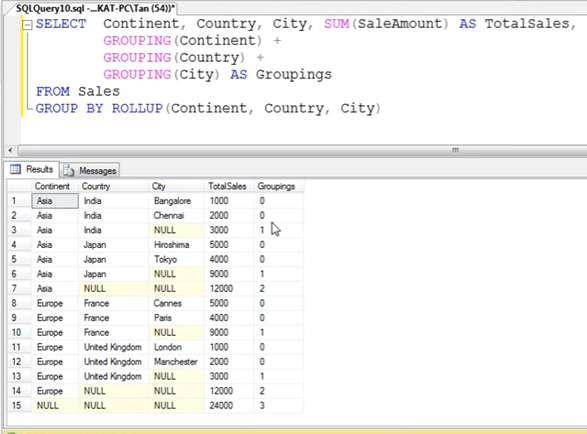 SQLQuery10.sql -...KAT-PC\Tan (54))*
SELECT Continent, Country, City, SUM(SaleAmount) AS TotalSales,
GROUPING(Continent) +
GROUPING(Country) +
GROUPING(City) AS Groupings
FROM Sales
GROUP BY ROLLUP(Continent, Country, City)
Results Messages
Continent Country City TotalSales Groupings
1 Asia India Bangalore 1000 0
2 Asia India Chennai 2000 0
3 Asia India NULL 3000 1
4 Asia Japan Hiroshima 5000 0
5 Asia Japan Tokyo 4000 0
6 Asia Japan NULL 9000 1
7 Asia NULL NULL 12000 2
8 Europe France Cannes 5000 0
9 Europe France Paris 4000 0
10 Europe France NULL 9000 1
11 Europe United Kingdom London 1000 0
12 Europe United Kingdom Manchester 2000 0
13 Europe United Kingdom NULL 3000 1
14 Europe NULL NULL 12000 2
15 NULL NULL NULL 24000 3